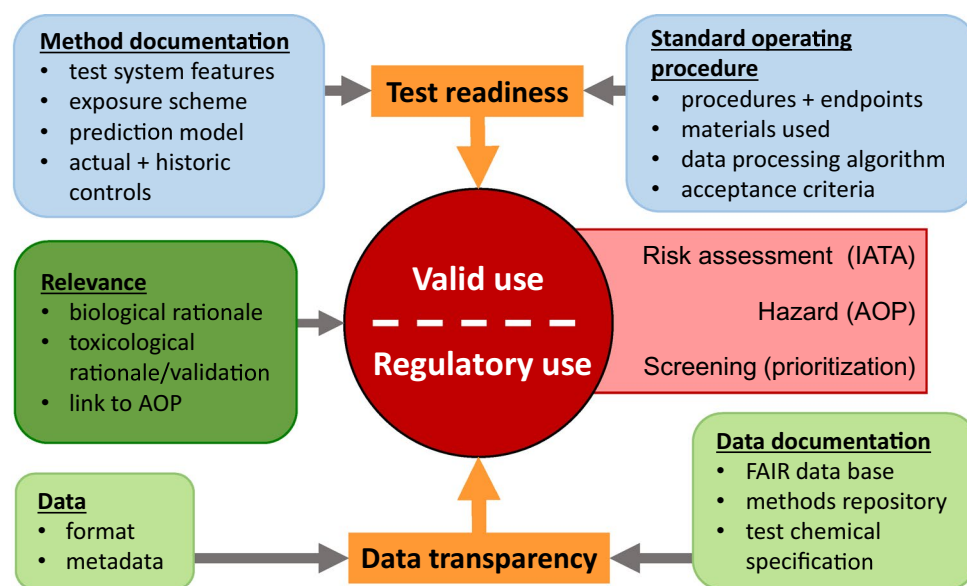 Method documentation
• test system features
• exposure scheme
• prediction model
• actual + historic
controls
Test readiness
Standard operating
procedure
• procedures + endpoints
• materials used
• data processing algorithm
• acceptance criteria
Relevance
• biological rationale
• toxicological
rationale/validation
• link to AOP
Valid use
Regulatory use
Risk assessment (IATA)
Hazard (AOP)
Screening (prioritization)
Data
• format
• metadata
Data transparency
Data documentation
• FAIR data base
• methods repository
• test chemical
specification